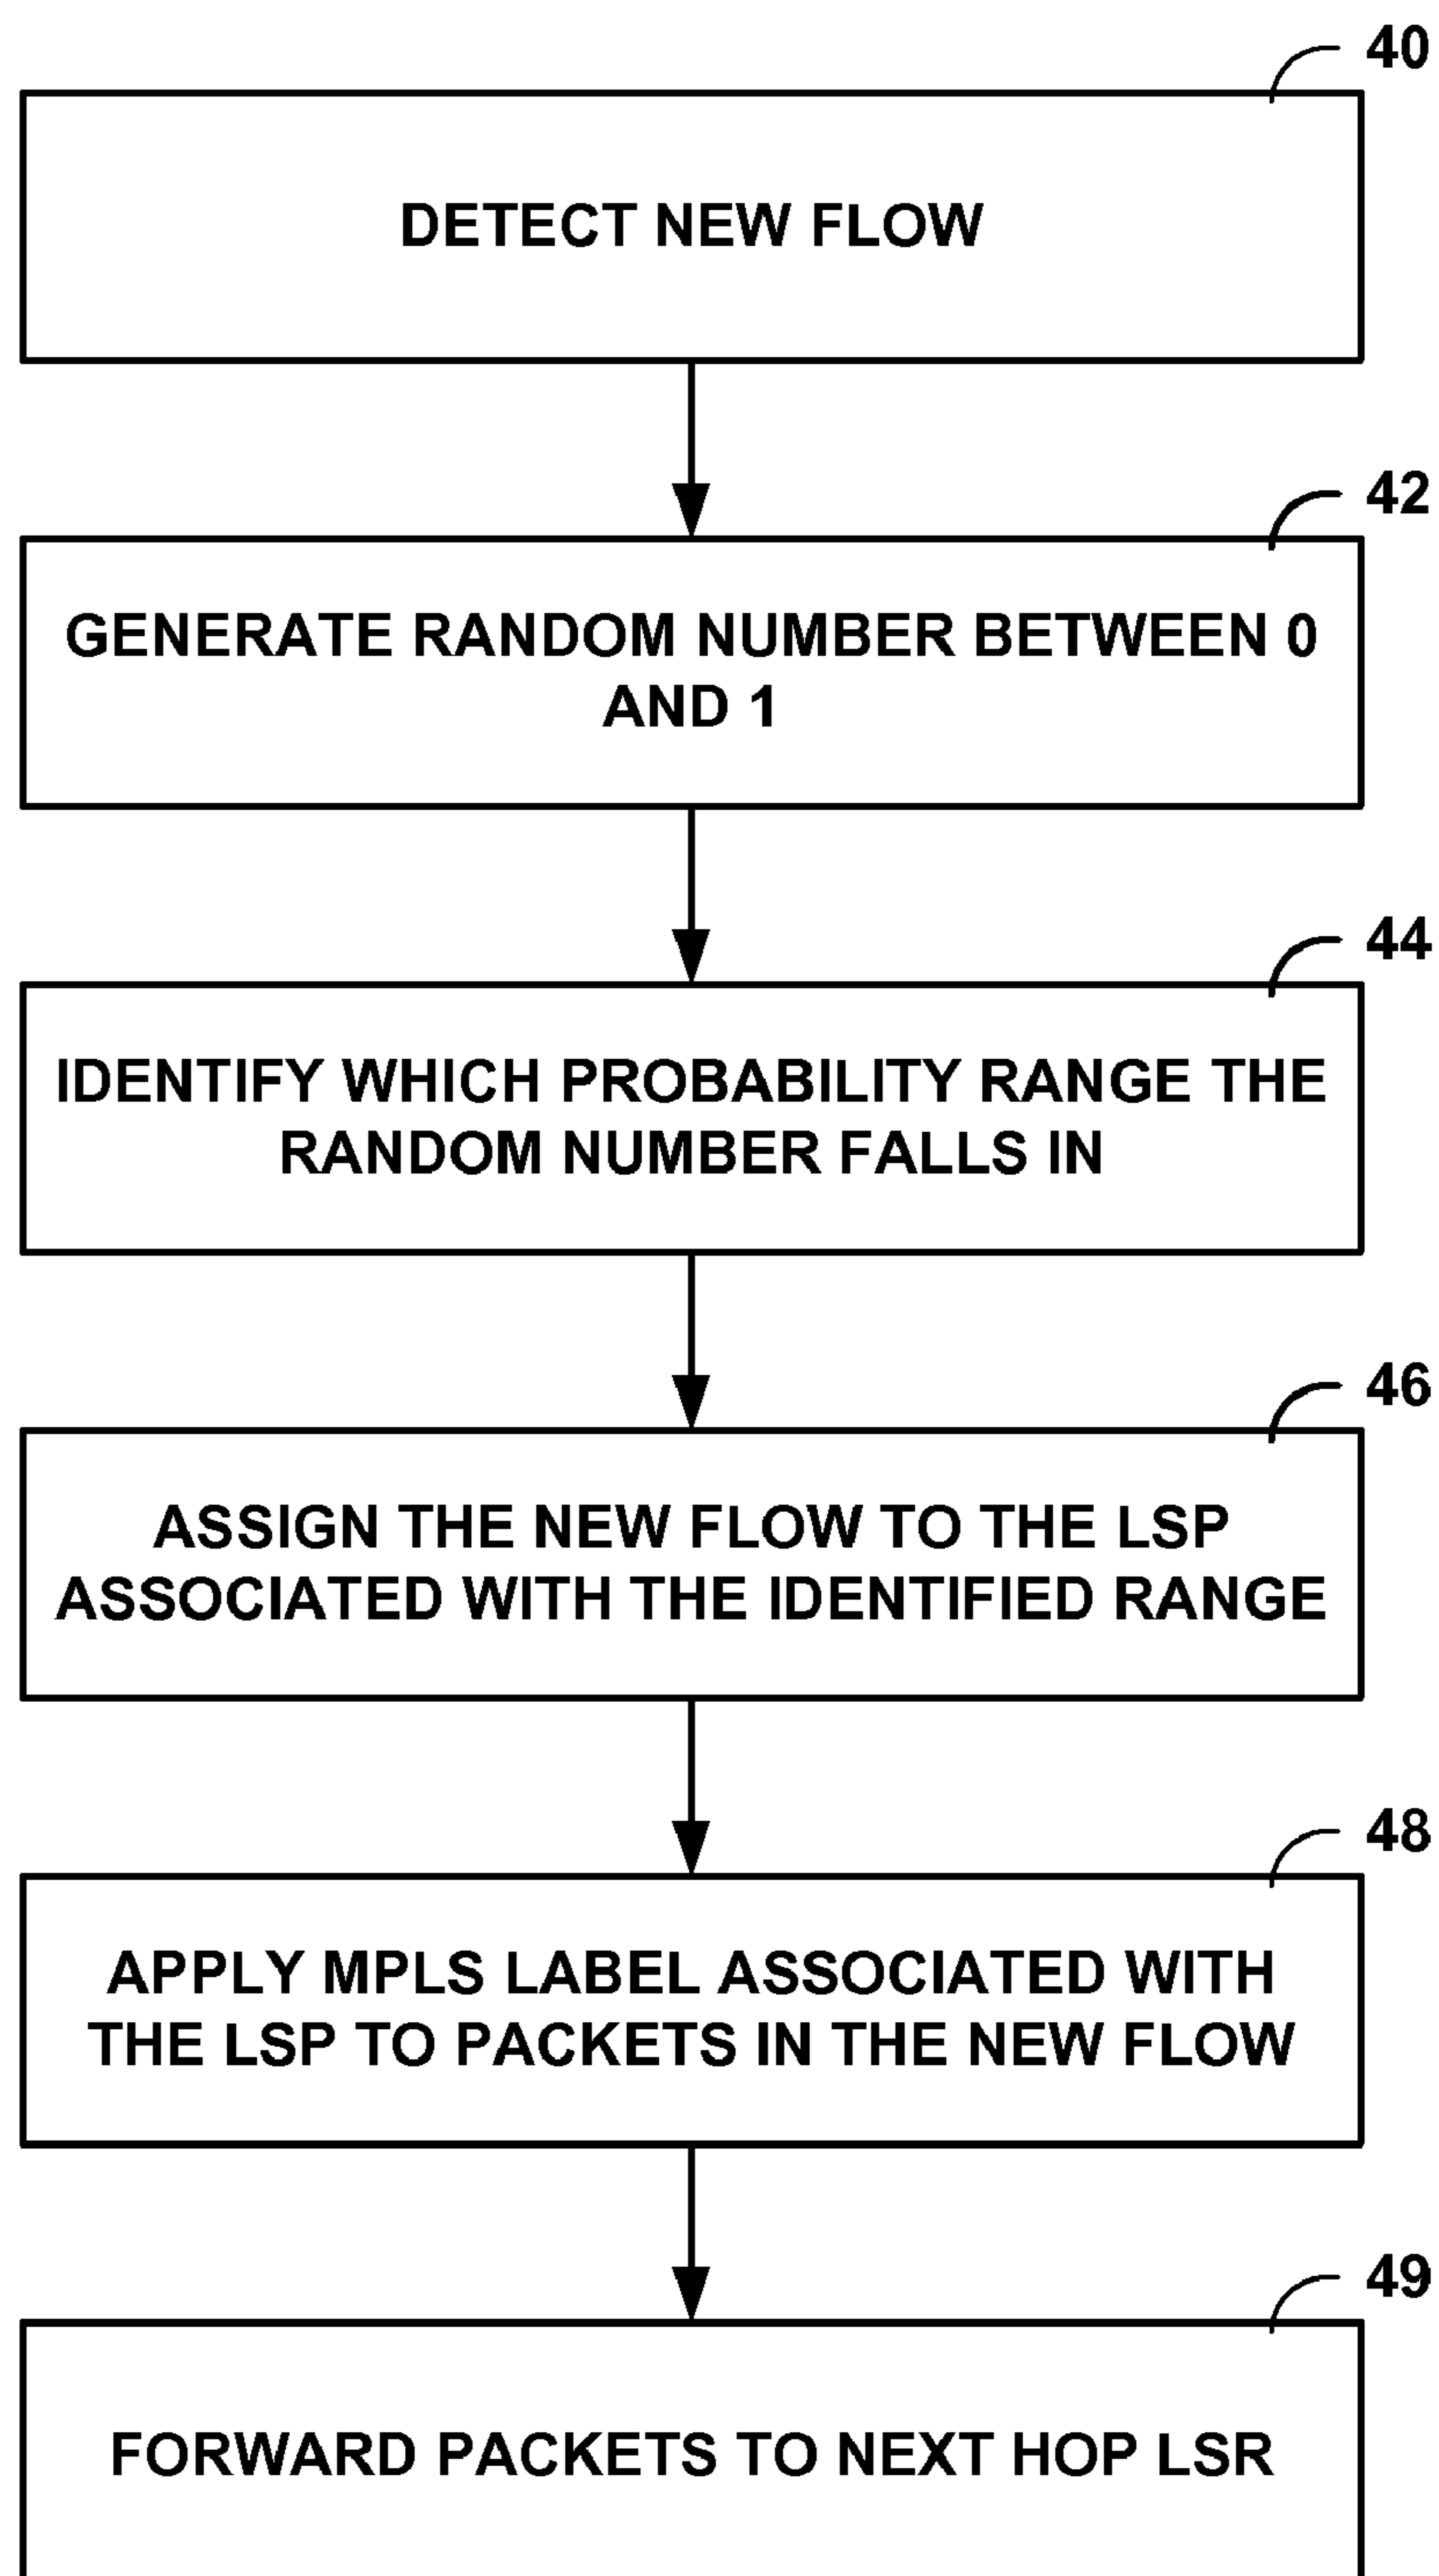 40
DETECT NEW FLOW
42
GENERATE RANDOM NUMBER BETWEEN 0
AND 1
44
IDENTIFY WHICH PROBABILITY RANGE THE
RANDOM NUMBER FALLS IN
46
ASSIGN THE NEW FLOW TO THE LSP
ASSOCIATED WITH THE IDENTIFIED RANGE
48
APPLY MPLS LABEL ASSOCIATED WITH
THE LSP TO PACKETS IN THE NEW FLOW
49
FORWARD PACKETS TO NEXT HOP LSR